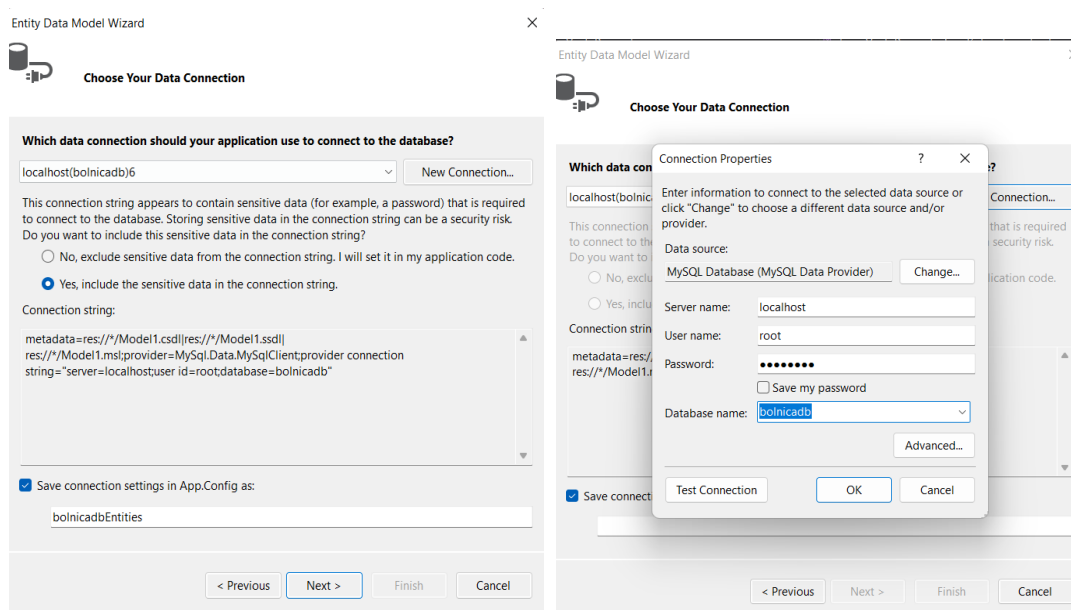 Entity Data Model Wizard
Choose Your Data Connection
Which data connection should your application use to connect to the database?
localhost(bolnicadb)6
New Connection...
This connection string appears to contain sensitive data (for example, a password) that is required
to connect to the database. Storing sensitive data in the connection string can be a security risk.
Do you want to include this sensitive data in the connection string?
No, exclude sensitive data from the connection string. I will set it in my application code.
Yes, include the sensitive data in the connection string.
Connection string:
metadata=res://*/Model1.csdl|res://*/Model1.ssdl|
res://*/Model1.msl;provider=MySql.Data.MySqlClient;provider connection
string="server=localhost;user id=root;database=bolnicadb"
Save connection settings in App.Config as:
bolnicadbEntities
< Previous
Next >
Finish
Cancel
Entity Data Model Wizard
Choose Your Data Connection
Which data con
e?
localhost(bolnic
Connection...
This connection
that is required
to connect to the
security risk.
Do you want to
No, exclu
lication code.
Yes, inclu
Connection strin
metadata=res:/
res://*/Model1.
Save connect
< Previous
Next >
Finish
Cancel
Connection Properties
?
Enter information to connect to the selected data source or
click "Change" to choose a different data source and/or
provider.
Data source:
MySQL Database (MySQL Data Provider)
Change...
Server name:
localhost
User name:
root
Password:
●●●●●●●●
Save my password
Database name:
bolnicadb
Advanced...
Test Connection
OK
Cancel